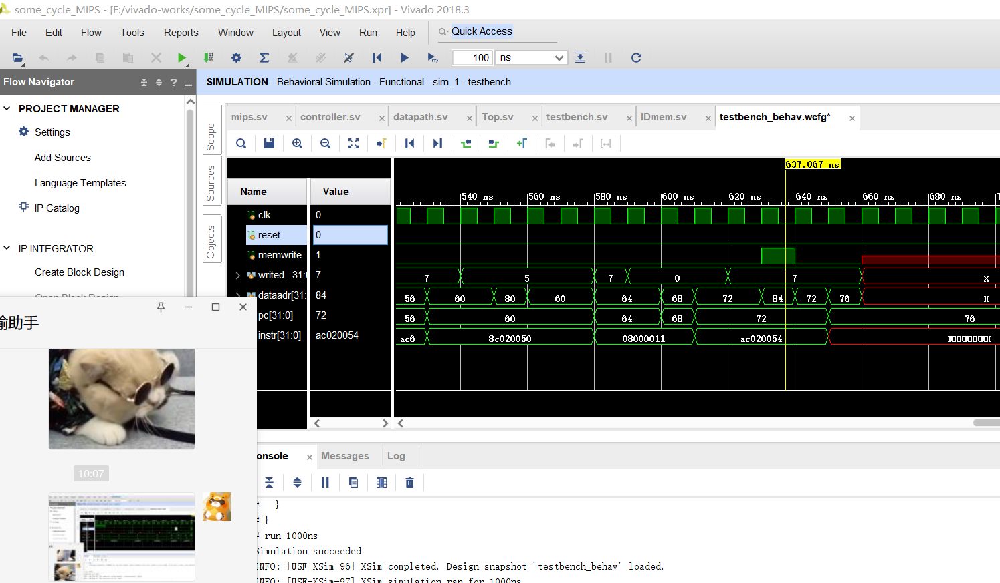 some_cycle_MIPS - [E:/vivado-works/some_cycle_MIPS/some_cycle_MIPS.xpr] - Vivado 2018.3
File Edit Flow Tools Reports Window Layout View Run Help Quick Access
100 ns
Flow Navigator
SIMULATION - Behavioral Simulation - Functional - sim_1 - testbench
PROJECT MANAGER
Settings
Add Sources
Language Templates
IP Catalog
IP INTEGRATOR
Create Block Design
Open Block Design
Scope
Sources
Objects
mips.sv controller.sv datapath.sv Top.sv testbench.sv IDmem.sv testbench_behav.wcfg*
637.067 ns
Name Value
540 ns 560 ns 580 ns 600 ns 620 ns 640 ns 660 ns 680 ns
clk 0
reset 0
memwrite 1
writed...31:0 7 7 5 7 0 7 X
dataadr[31: 84 56 60 80 60 64 68 72 84 72 76 X
pc[31:0] 72 56 60 64 68 72 76
instr[31:0] ac020054 ac6 8c020050 08000011 ac020054 XXXXXXXX
输助手
10:07
onsole Messages Log
# }
# }
# run 1000ns
Simulation succeeded
INFO: [USF-XSim-96] XSim completed. Design snapshot 'testbench_behav' loaded.
INFO: [USF-XSim-97] XSim simulation ran for 1000ns